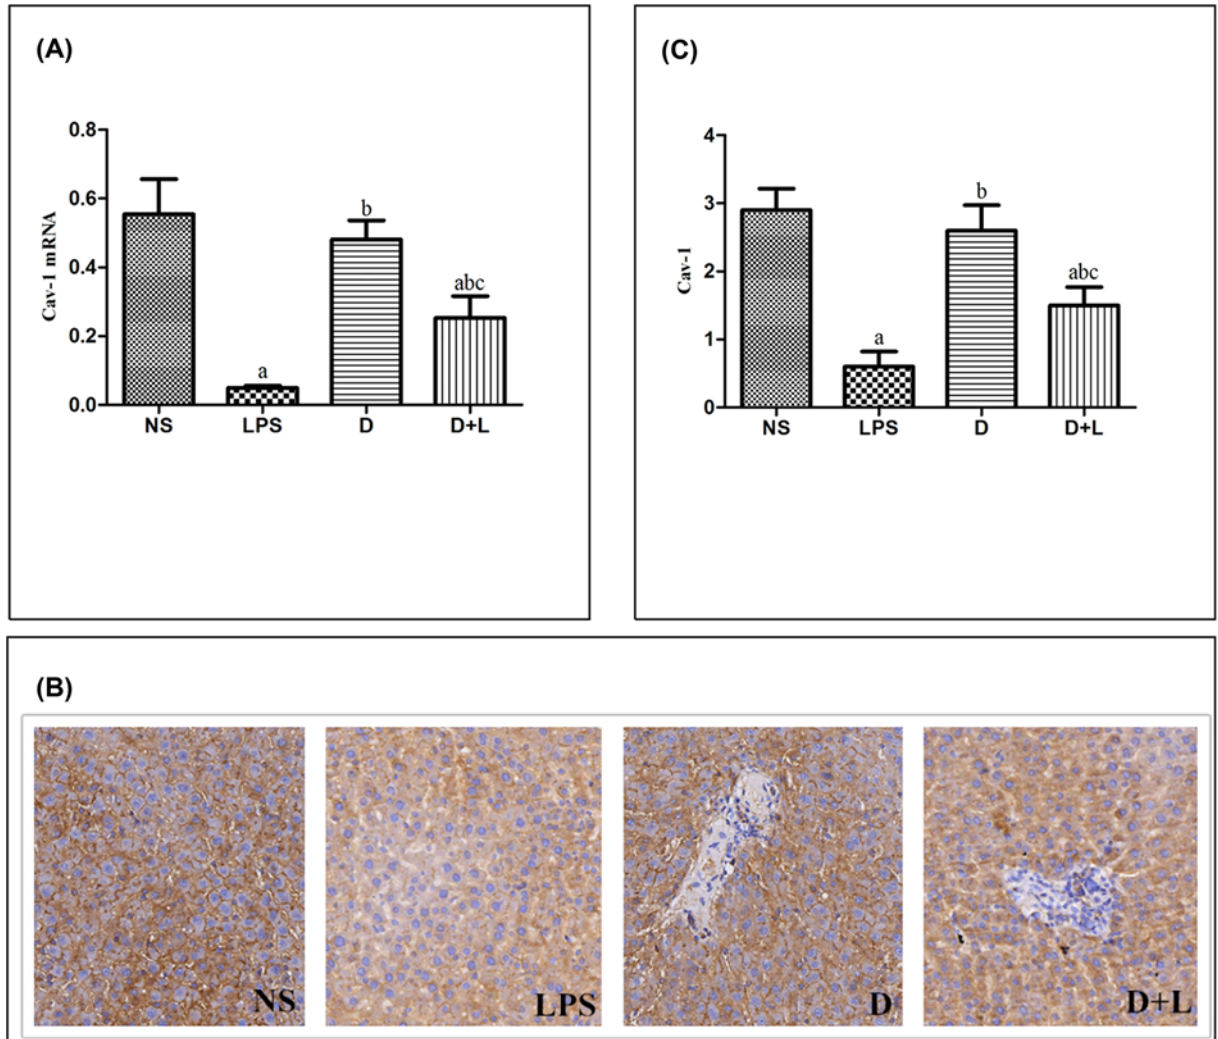 (A)
0.8
0.6
0.4
0.2
0.0
Cav-1 mRNA
a
b
abc
NS LPS D D+L
(C)
4
3
2
1
0
Cav-1
a
b
abc
NS LPS D D+L
(B)
NS LPS D D+L